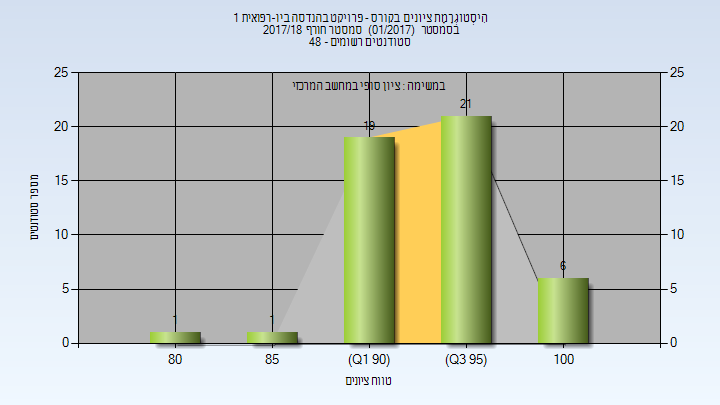 היסטוגרמת ציונים בקורס - פרויקט בהנדסה ביו-רפואית 1
בסמסטר (01/2017) סמסטר חורף 2017/18
סטודנטים רשומים - 48
במשימה : ציון סופי במחשב המרכזי
25 25
20 20
15 15
10 10
5 5
0 0
1 1 19 21 6
80 85 (Q1 90) (Q3 95) 100
מספר סטודנטים
טווח ציונים